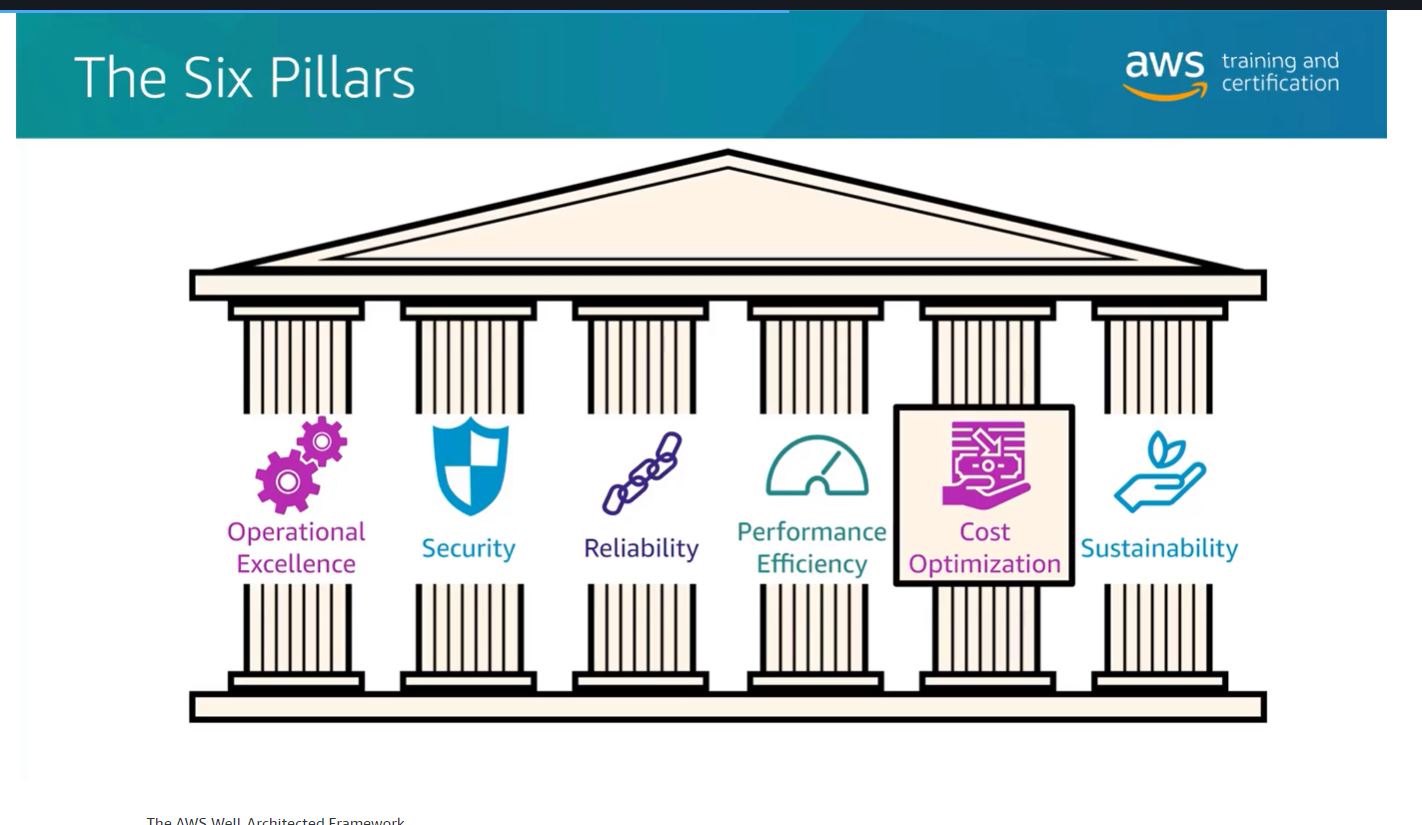 The Six Pillars
aws training and
certification
Operational
Excellence
Security
Reliability
Performance
Efficiency
Cost
Optimization
Sustainability
The AWS Well-Architected Framework